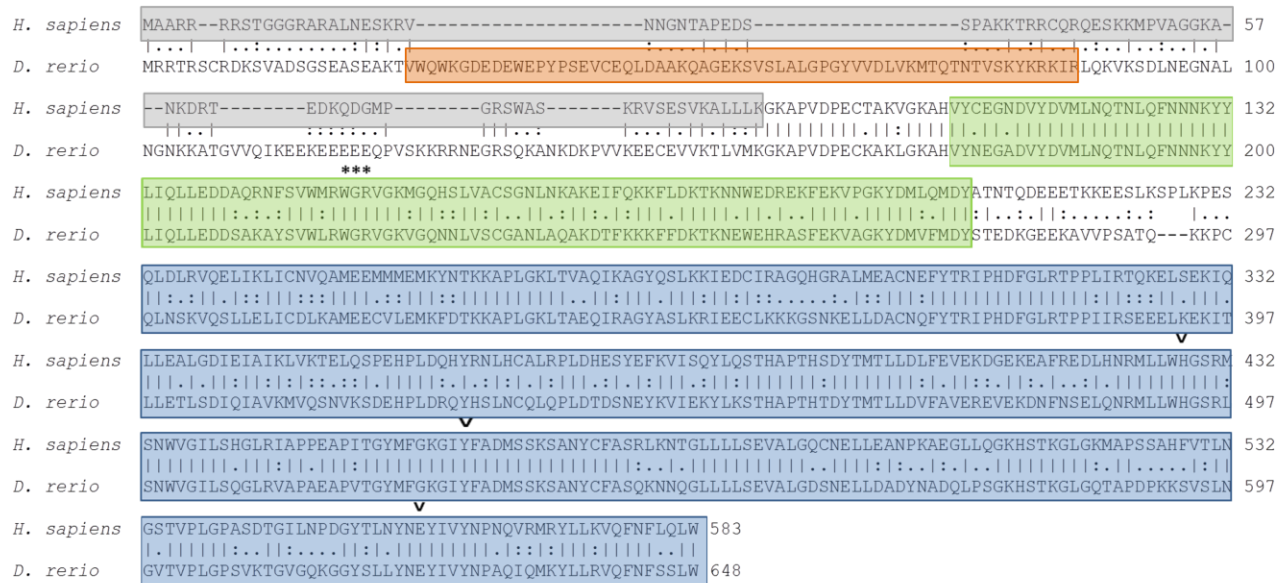 H. sapiens MAARR--RRSTGGGRARALNESKRV---------------------NNGNTAPEDS-------------------SPAKKTRRCQRQESKKMPVAGGKA- 57
D. rerio MRRTRSCRDKSVADSGSEASEAKTVWQWKGDEDEWEPYPSEVCEQLDAAKQAGEKSVSLALGPGYVVDLVKMTQTNTVSKYKRKIRLQKVKSDLNEGNAL 100
H. sapiens --NKDRT--------EDKQDGMP--------GRSWAS-------KRVSESVKALLLKGKAPVDPECTAKVGKAHVYCEGNDVYDVMLNQTNLQFNNNKYY 132
D. rerio NGNKKATGVVQIKEEKEEEEEQPVSKKRRNEGRSQKANKDKPVVKEECEVVKTLVMKGKAPVDPECKAKLGKAHVYNEGADVYDVMLNQTNLQFNNNKYY 200
***
H. sapiens LIQLLEDDAQRNFSVWMRWGRVGKMGQHSLVACSGNLNKAKEIFQKKFLDKTKNNWEDREKFEKVPGKYDMLQMDYATNTQDEEETKKEESLKSPLKPES 232
D. rerio LIQLLEDDSAKAYSVWLRWGRVGKVGQNNLVSCGANLAQAKDTFKKKFFDKTKNEWEHRASFEKVAGKYDMVFMDYSTEDKGEEKAVVPSATQ---KKPC 297
H. sapiens QLDLRVQELIKLICNVQAMEEMMMEMKYNTKKAPLGKLTVAQIKAGYQSLKKIEDCIRAGQHGRALMEACNEFYTRIPHDFGLRTPPLIRTQKELSEKIQ 332
D. rerio QLNSKVQSLLELICDLKAMEECVLEMKFDTKKAPLGKLTAEQIRAGYASLKRIEECLKKKGSNKELLDACNQFYTRIPHDFGLRTPPIIRSEEELKEKIT 397
v
H. sapiens LLEALGDIEIAIKLVKTELQSPEHPLDQHYRNLHCALRPLDHESYEFKVISQYLQSTHAPTHSDYTMTLLDLFEVEKDGEKEAFREDLHNRMLLWHGSRM 432
D. rerio LLETLSDIQIAVKMVQSNVKSDEHPLDRQYHSLNCQLQPLDTDSNEYKVIEKYLKSTHAPTHTDYTMTLLDVFAVEREVEKDNFNSELQNRMLLWHGSRL 497
v
H. sapiens SNWVGILSHGLRIAPPEAPITGYMFGKGIYFADMSSKSANYCFASRLKNTGLLLLSEVALGQCNELLEANPKAEGLLQGKHSTKGLGKMAPSSAHFVTLN 532
D. rerio SNWVGILSQGLRVAPAEAPVTGYMFGKGIYFADMSSKSANYCFASQKNNQGLLLLSEVALGDSNELLDADYNADQLPSGKHSTKGLGQTAPDPKKSVSLN 597
v
H. sapiens GSTVPLGPASDTGILNPDGYTLNYNEYIVYNPNQVRMRYLLKVQFNFLQLW 583
D. rerio GVTVPLGPSVKTGVGQKGGYSLLYNEYIVYNPAQIQMKYLLRVQFNFSSLW 648